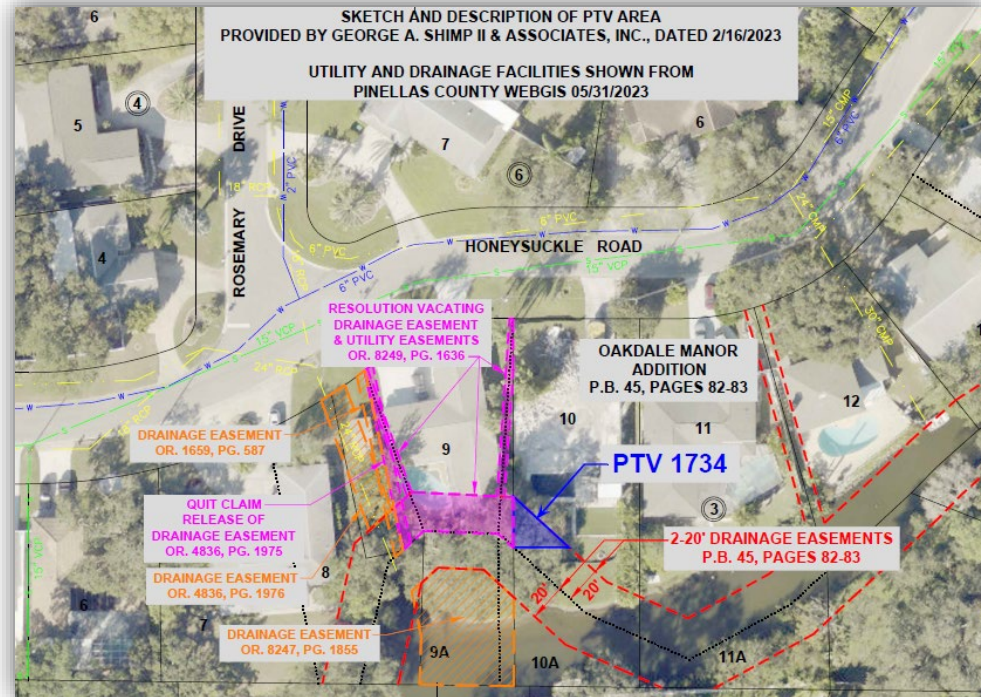 SKETCH AND DESCRIPTION OF PTV AREA
PROVIDED BY GEORGE A. SHIMP II & ASSOCIATES, INC., DATED 2/16/2023
UTILITY AND DRAINAGE FACILITIES SHOWN FROM
PINELLAS COUNTY WEBGIS 05/31/2023
6
4
5
4
ROSEMARY DRIVE
18" RCP
2" PVC
6" PVC
6" PVC
7
6
6
6" PVC
15" CMP
6" PVC
15" VCP
24" CMP
30" CMP
HONEYSUCKLE ROAD
15" VCP
15" VCP
24" RCP
RESOLUTION VACATING
DRAINAGE EASEMENT
& UTILITY EASEMENTS
OR. 8249, PG. 1636
OAKDALE MANOR
ADDITION
P.B. 45, PAGES 82-83
DRAINAGE EASEMENT
OR. 1659, PG. 587
9
10
11
12
PTV 1734
3
QUIT CLAIM
RELEASE OF
DRAINAGE EASEMENT
OR. 4836, PG. 1975
2-20' DRAINAGE EASEMENTS
P.B. 45, PAGES 82-83
DRAINAGE EASEMENT
OR. 4836, PG. 1976
8
20'
20'
6
7
DRAINAGE EASEMENT
OR. 8247, PG. 1855
9A
10A
11A